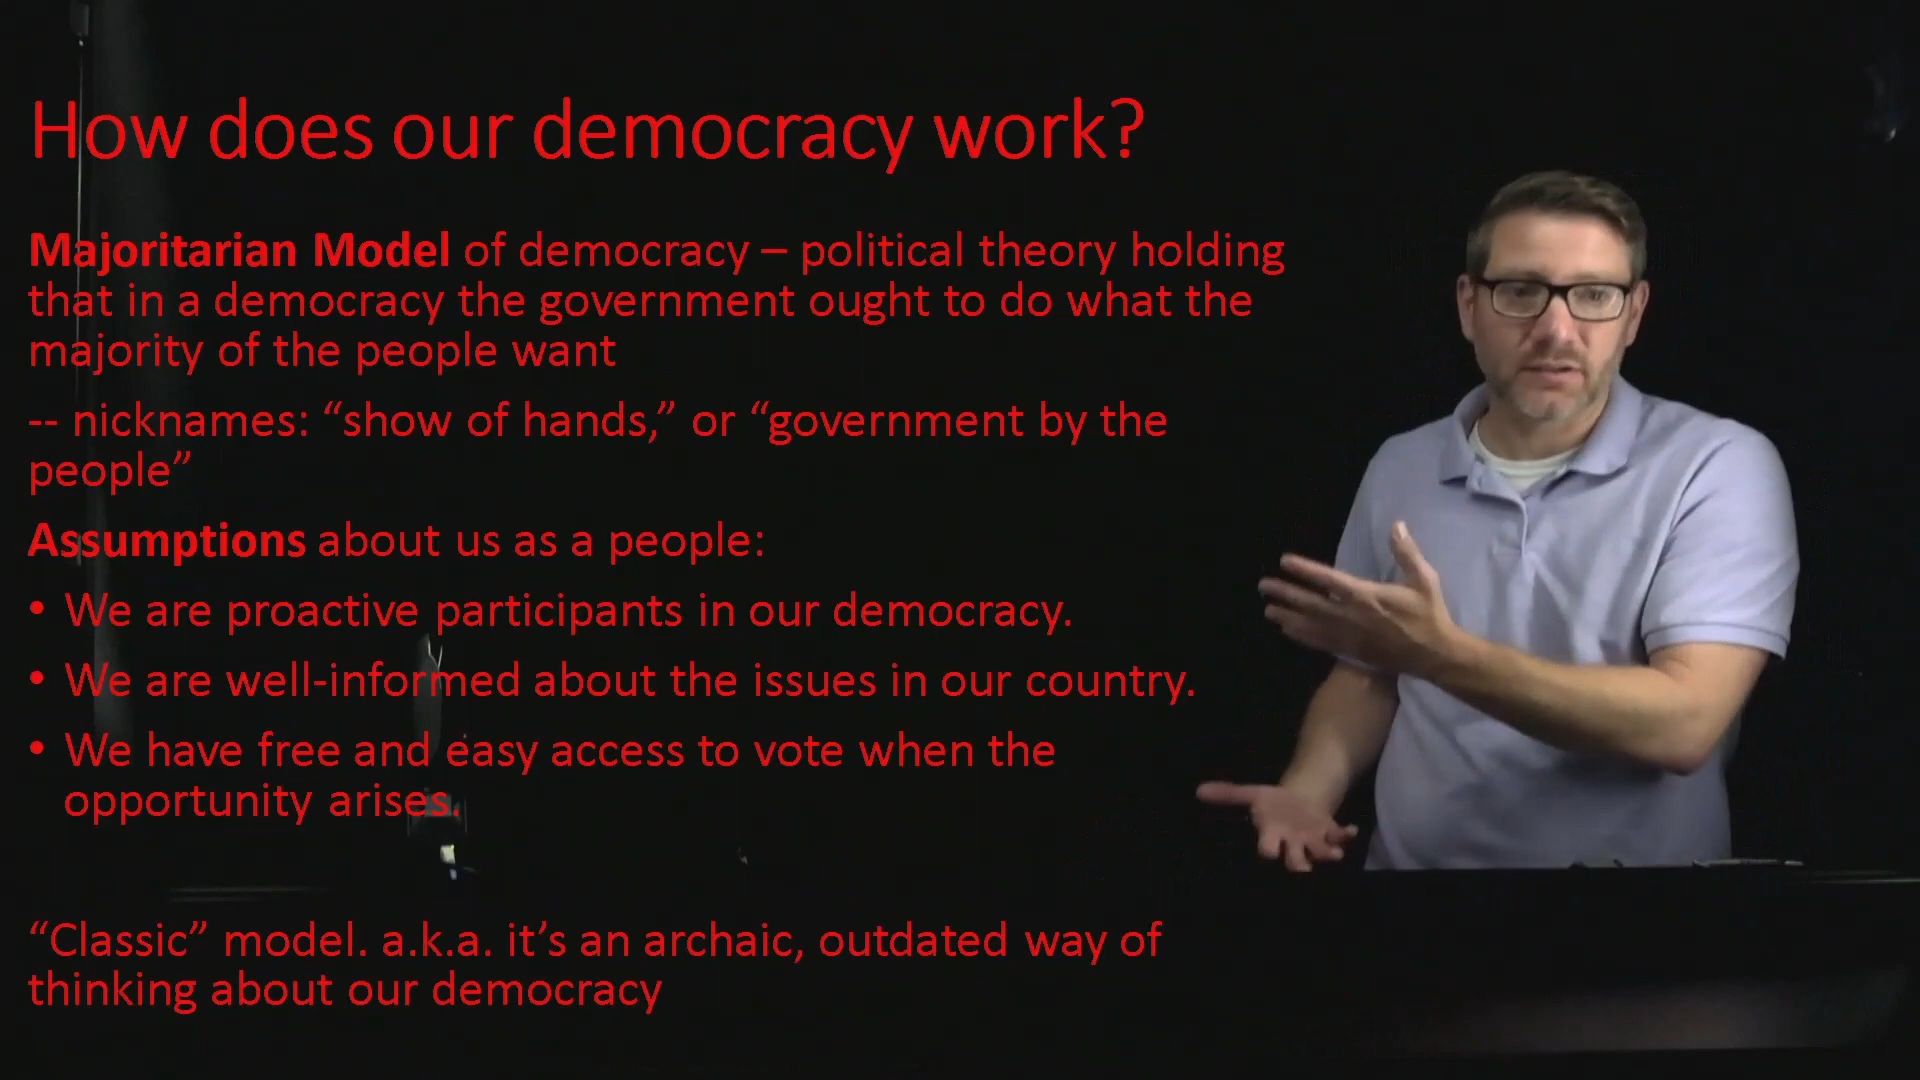 How does our democracy work?
Majoritarian Model of democracy – political theory holding
that in a democracy the government ought to do what the
majority of the people want
-- nicknames: “show of hands,” or “government by the
people”
Assumptions about us as a people:
• We are proactive participants in our democracy.
• We are well-informed about the issues in our country.
• We have free and easy access to vote when the
opportunity arises.
“Classic” model. a.k.a. it’s an archaic, outdated way of
thinking about our democracy